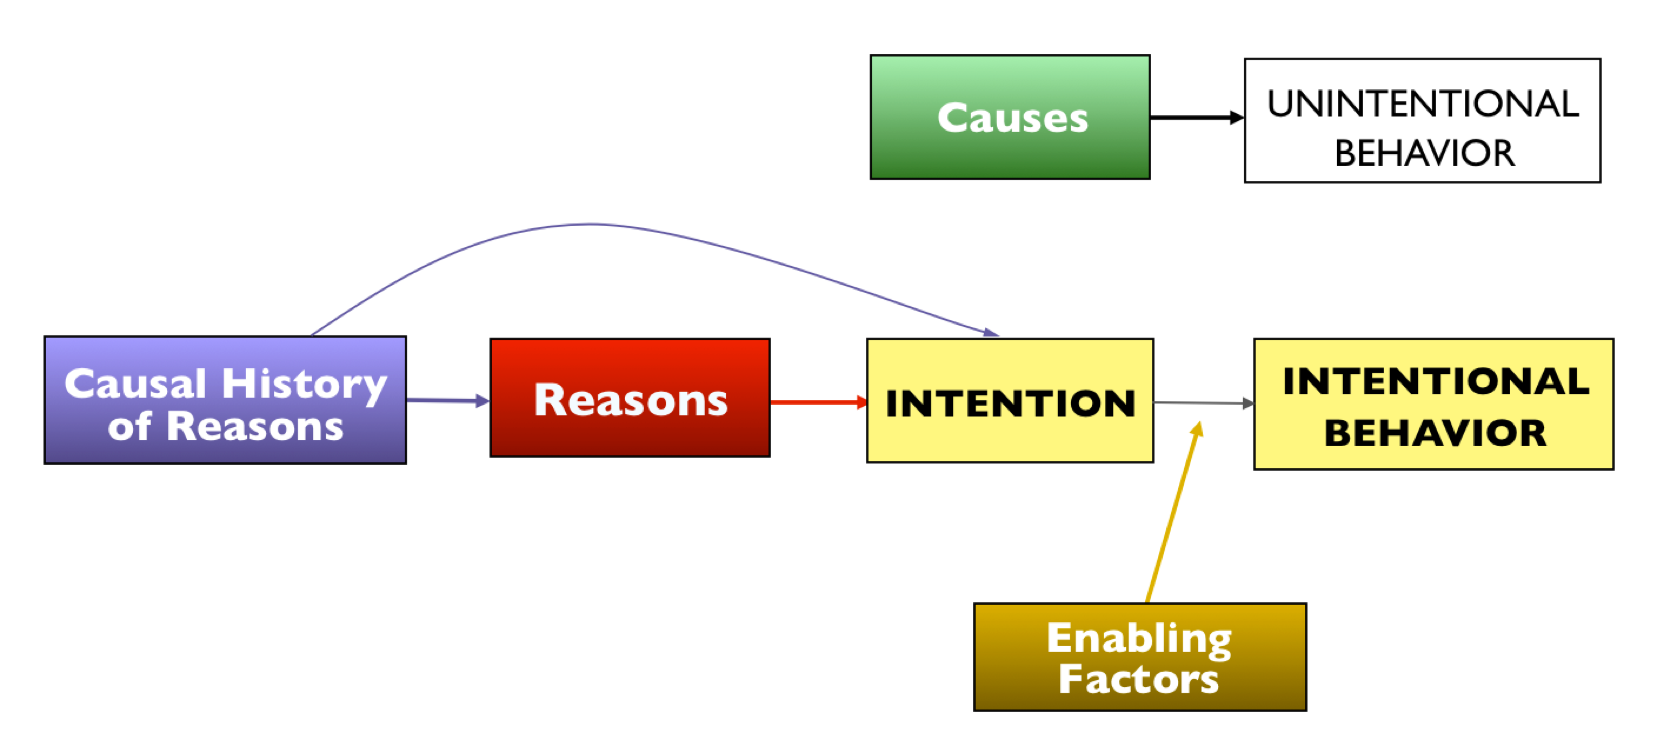 Causes
UNINTENTIONAL
BEHAVIOR
Causal History
of Reasons
Reasons
INTENTION
INTENTIONAL
BEHAVIOR
Enabling
Factors